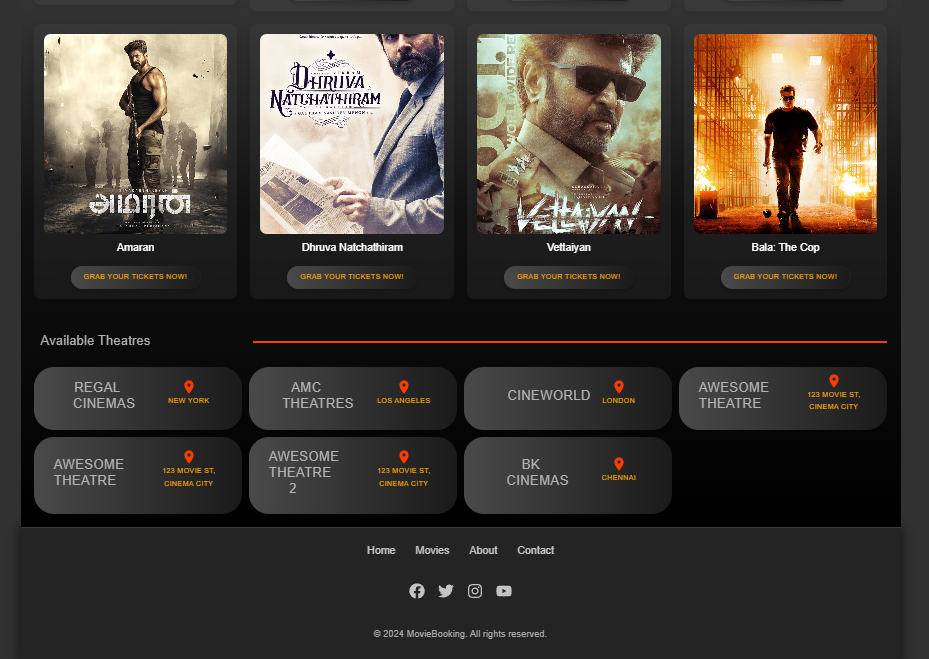 அமரன்
DHRUVA
NATCHATHIRAM
VETTAIYAN
Amaran
Dhruva Natchathiram
Vettaiyan
Bala: The Cop
GRAB YOUR TICKETS NOW!
GRAB YOUR TICKETS NOW!
GRAB YOUR TICKETS NOW!
GRAB YOUR TICKETS NOW!
Available Theatres
REGAL
CINEMAS
NEW YORK
AMC
THEATRES
LOS ANGELES
CINEWORLD
LONDON
AWESOME
THEATRE
123 MOVIE ST,
CINEMA CITY
AWESOME
THEATRE
123 MOVIE ST,
CINEMA CITY
AWESOME
THEATRE
2
123 MOVIE ST,
CINEMA CITY
BK
CINEMAS
CHENNAI
Home Movies About Contact
© 2024 MovieBooking. All rights reserved.